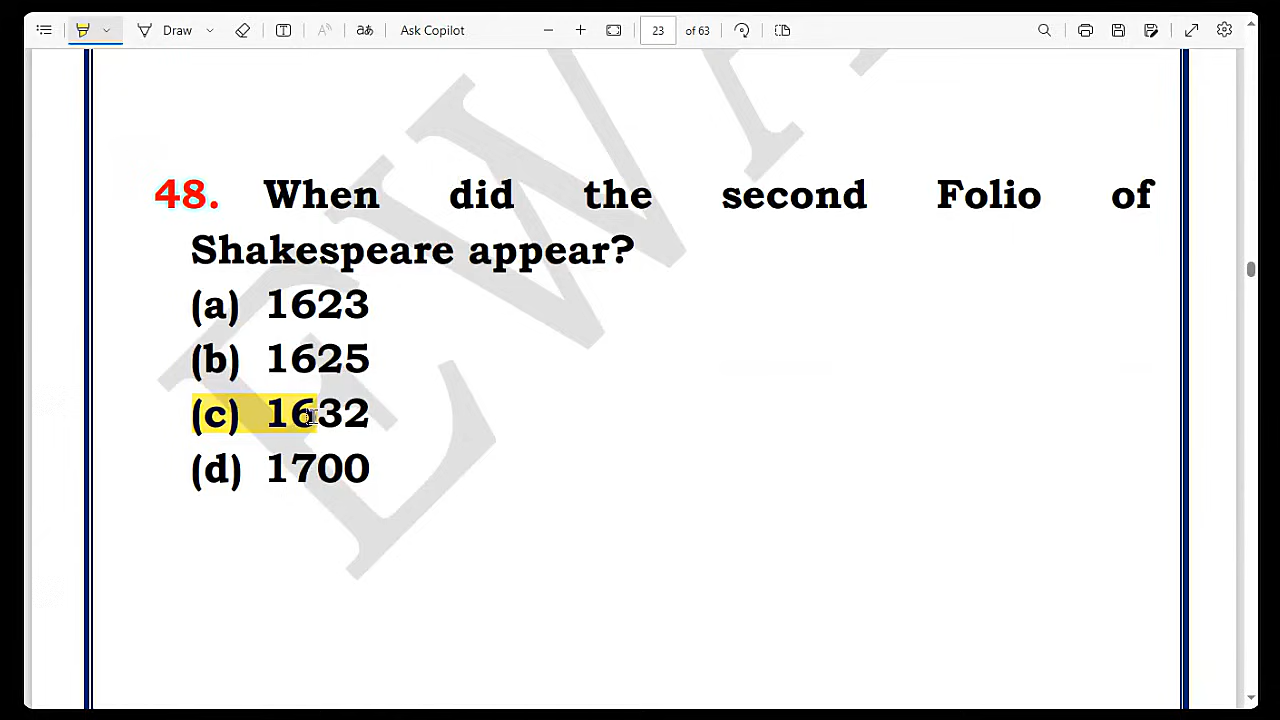 Draw
Ask Copilot
23 of 63
48. When did the second Folio of
Shakespeare appear?
(a) 1623
(b) 1625
(c) 1632
(d) 1700